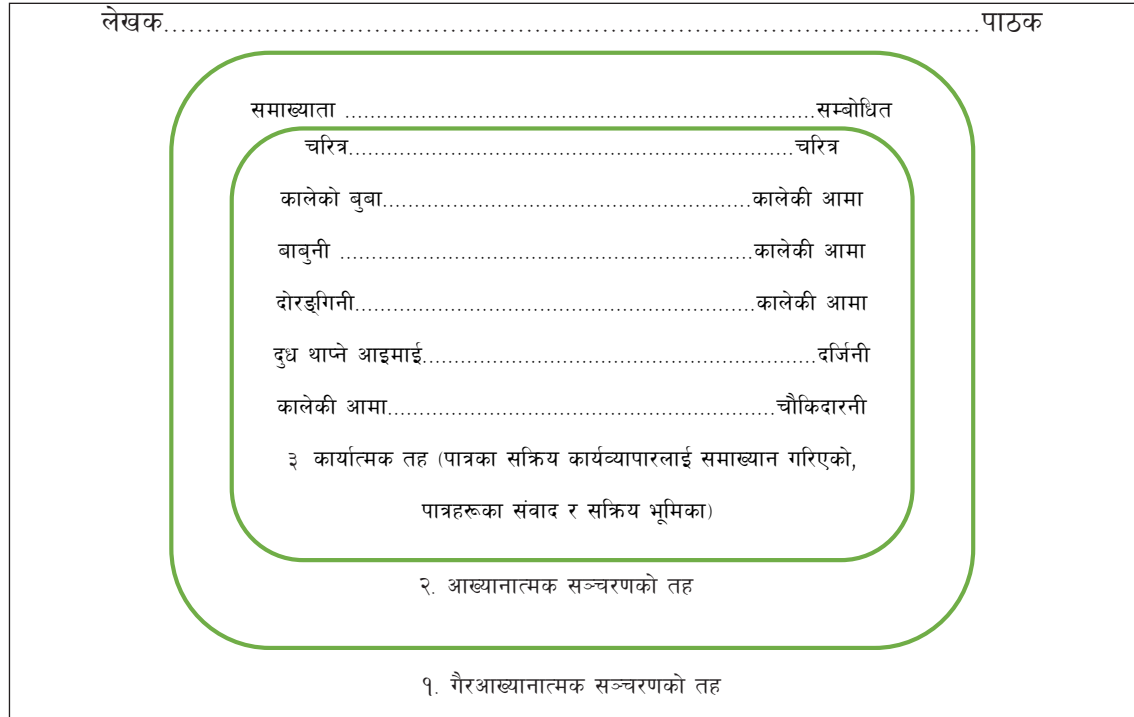 लेखक..................................................................................................पाठक
समाख्याता ..............................................................सम्बोधित
चरित्र...........................................................चरित्र
कालेको बुबा.................................................कालेकी आमा
बाबुनी .......................................................कालेकी आमा
दोरङ्गिनी.....................................................कालेकी आमा
दुध थाप्ने आइमाई....................................................दर्जिनी
कालेकी आमा...................................................चौकिदारनी
३ कार्यात्मक तह (पात्रका सक्रिय कार्यव्यापारलाई समाख्यान गरिएको,
पात्रहरूका संवाद र सक्रिय भूमिका)
२. आख्यानात्मक सञ्चरणको तह
१. गैरआख्यानात्मक सञ्चरणको तह